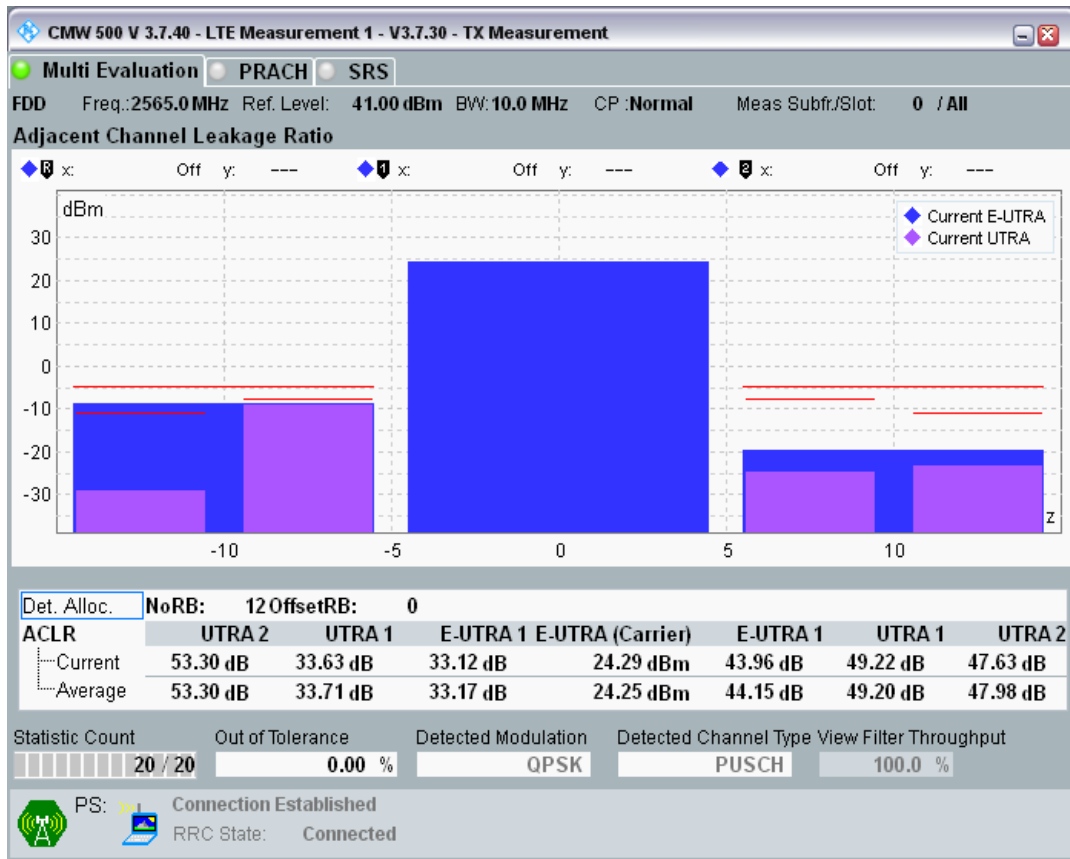 CMW 500 V 3.7.40 - LTE Measurement 1 - V3.7.30 - TX Measurement
Multi Evaluation PRACH SRS
FDD Freq.:2565.0 MHz Ref. Level: 41.00 dBm BW:10.0 MHz CP :Normal Meas Subfr./Slot: 0 / All
Adjacent Channel Leakage Ratio
R x: Off y: --- 1 x: Off y: --- 2 x: Off y: ---
dBm
Current E-UTRA
Current UTRA
30
20
10
0
-10
-20
-30
z
-10 -5 0 5 10
Det. Alloc. NoRB: 12 OffsetRB: 0
ACLR UTRA 2 UTRA 1 E-UTRA 1 E-UTRA (Carrier) E-UTRA 1 UTRA 1 UTRA 2
Current 53.30 dB 33.63 dB 33.12 dB 24.29 dBm 43.96 dB 49.22 dB 47.63 dB
Average 53.30 dB 33.71 dB 33.17 dB 24.25 dBm 44.15 dB 49.20 dB 47.98 dB
Statistic Count Out of Tolerance Detected Modulation Detected Channel Type View Filter Throughput
20 / 20 0.00 % QPSK PUSCH 100.0 %
PS: Connection Established
RRC State: Connected